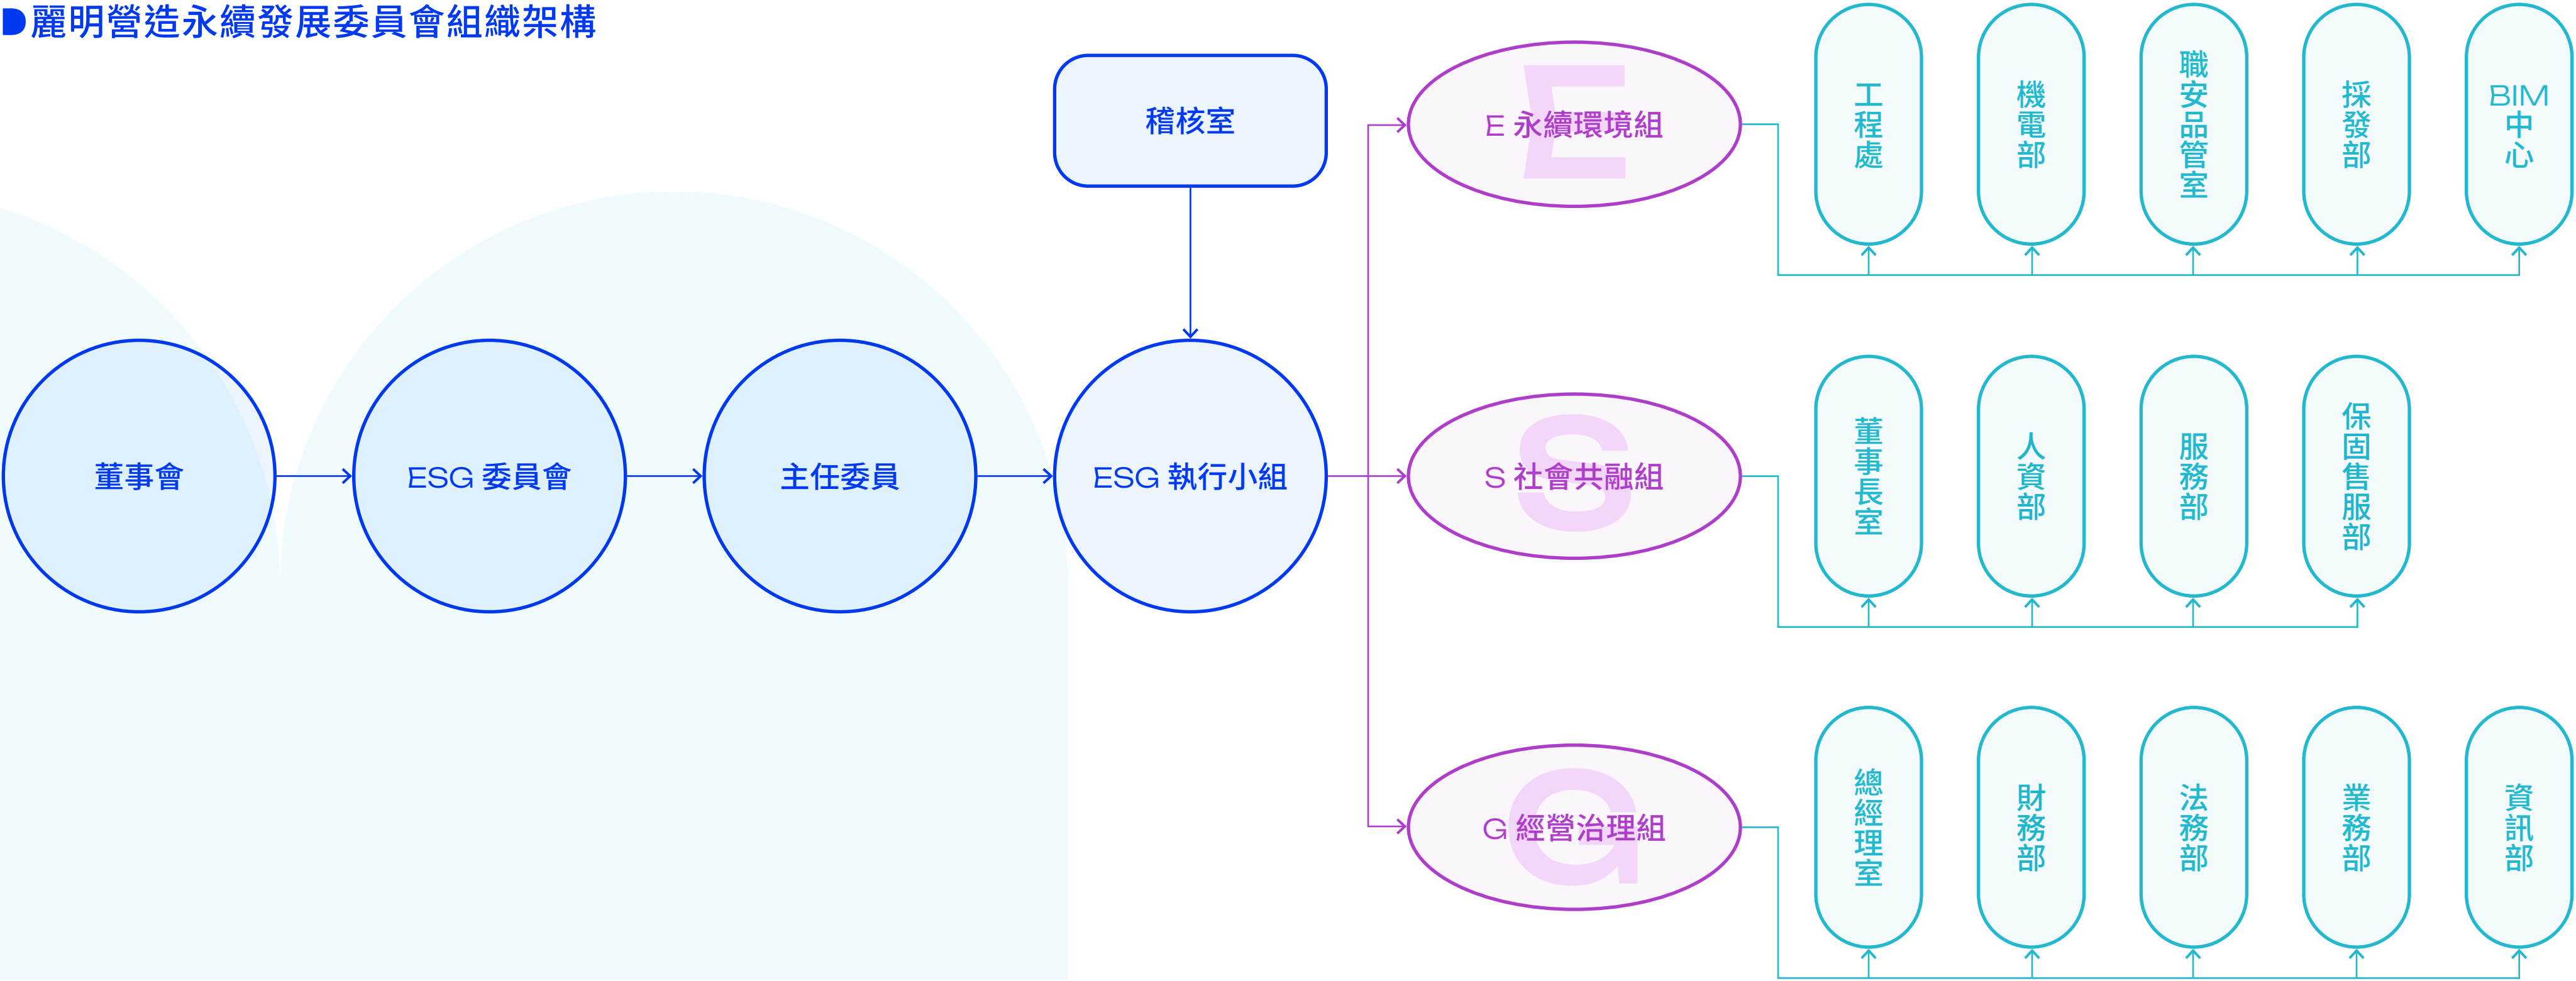 麗明營造永續發展委員會組織架構
稽核室
董事會
ESG 委員會
主任委員
ESG 執行小組
E
E 永續環境組
工程處
機電部
職安品管室
採發部
BIM中心
S
S 社會共融組
董事長室
人資部
服務部
保固售服部
G
G 經營治理組
總經理室
財務部
法務部
業務部
資訊部